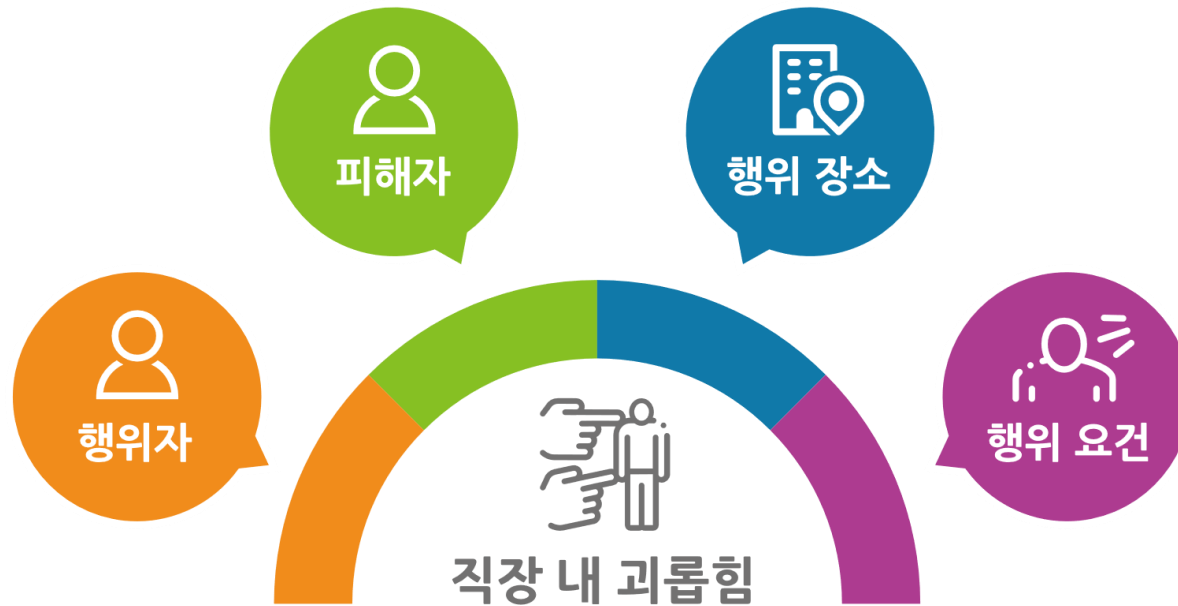 피해자
행위 장소
행위자
행위 요건
직장 내 괴롭힘